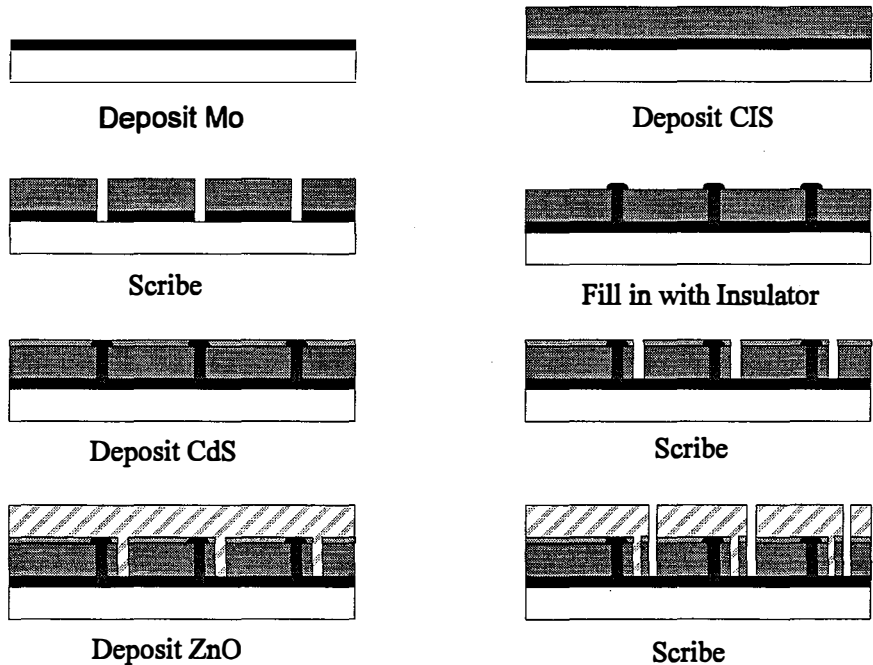 Deposit Mo
Deposit CIS
Scribe
Fill in with Insulator
Deposit CdS
Scribe
Deposit ZnO
Scribe